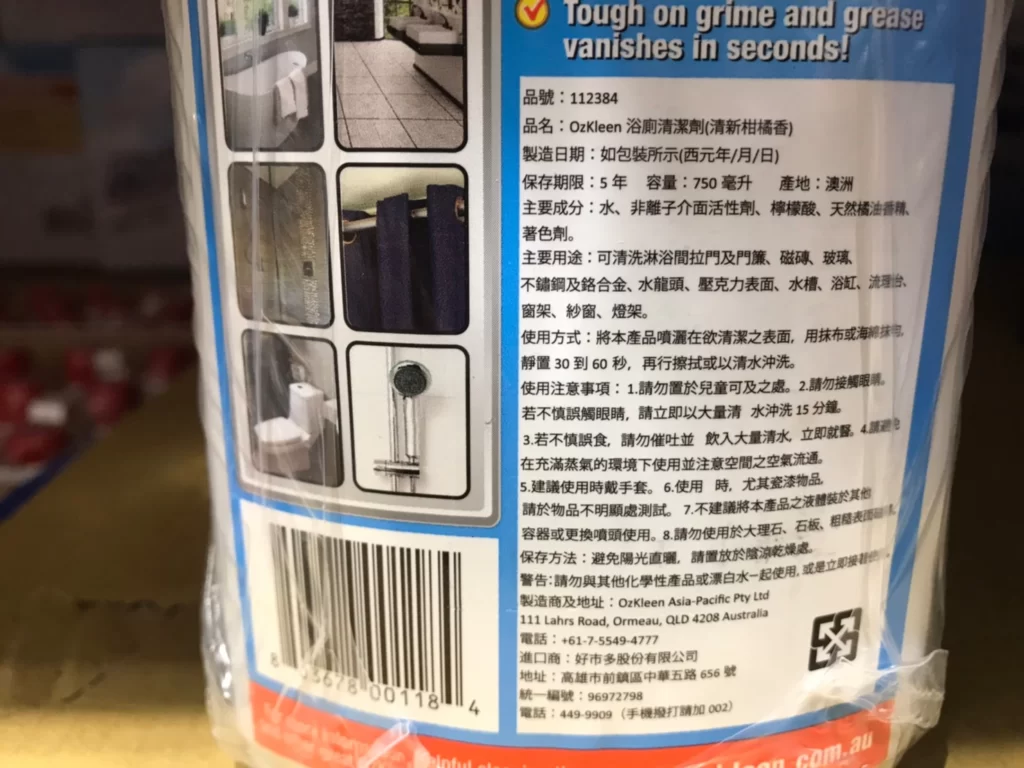 Tough on grime and grease
vanishes in seconds!
品號：112384
品名：OzKleen 浴廁清潔劑(清新柑橘香)
製造日期：如包裝所示(西元年/月/日)
保存期限：5 年 容量：750 毫升 產地：澳洲
主要成分：水、非離子介面活性劑、檸檬酸、天然橘油香精、
著色劑。
主要用途：可清洗淋浴間拉門及門簾、磁磚、玻璃、
不鏽鋼及鉻合金、水龍頭、壓克力表面、水槽、浴缸、流理台、
窗架、紗窗、燈架。
使用方式：將本產品噴灑在欲清潔之表面，用抹布或海綿抹勻，
靜置 30 到 60 秒，再行擦拭或以清水沖洗。
使用注意事項：1.請勿置於兒童可及之處。2.請勿接觸眼睛。
若不慎誤觸眼睛，請立即以大量清 水沖洗 15 分鐘。
3.若不慎誤食，請勿催吐並 飲入大量清水，立即就醫。4.請避免
在充滿蒸氣的環境下使用並注意空間之空氣流通。
5.建議使用時戴手套。6.使用 時，尤其瓷漆物品。
請於物品不明顯處測試。7.不建議將本產品之液體裝於其他
容器或更換噴頭使用。8.請勿使用於大理石、石板、粗糙表面
保存方法：避免陽光直曬，請置放於陰涼乾燥處。
警告:請勿與其他化學性產品或漂白水一起使用，或是立即接著使
製造商及地址：OzKleen Asia-Pacific Pty Ltd
111 Lahrs Road, Ormeau, QLD 4208 Australia
電話：+61-7-5549-4777
進口商：好市多股份有限公司
地址：高雄市前鎮區中華五路 656 號
統一編號：96972798
電話：449-9909（手機撥打請加 002）
03678 00118 4
.com.au